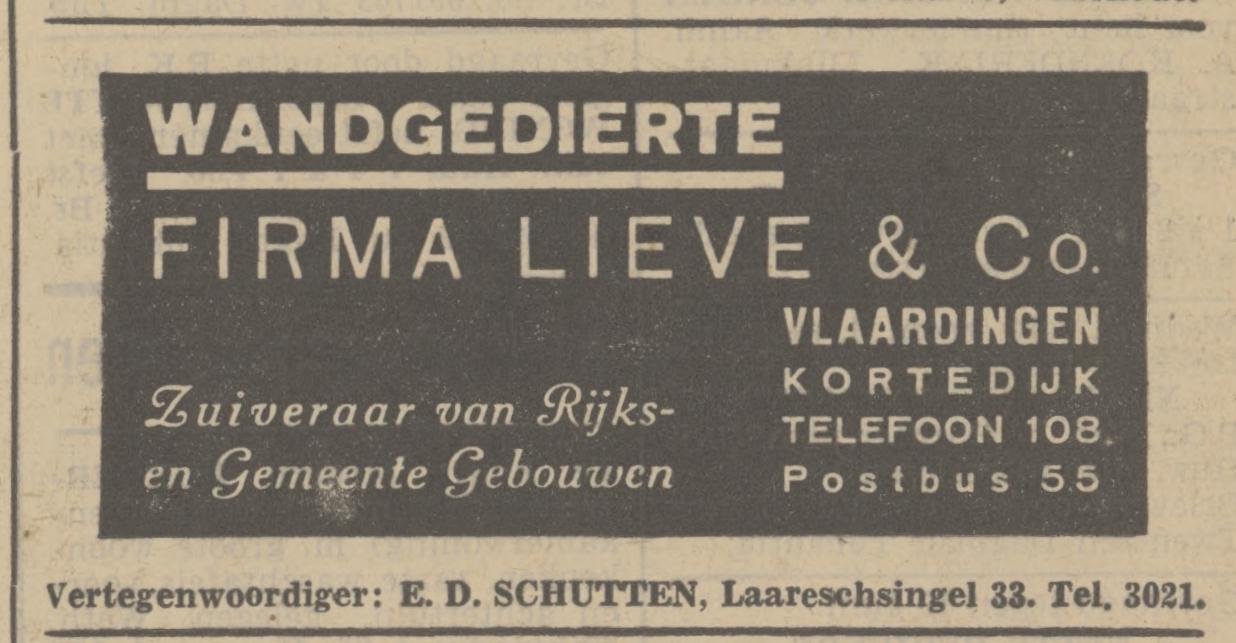 WANDGEDIERTE
FIRMA LIEVE & Co.
VLAARDINGEN
KORTEDIJK
TELEFOON 108
Postbus 55
Zuiveraar van Rijks-
en Gemeente Gebouwen
Vertegenwoordiger: E. D. SCHUTTEN, Laareschsingel 33. Tel. 3021.